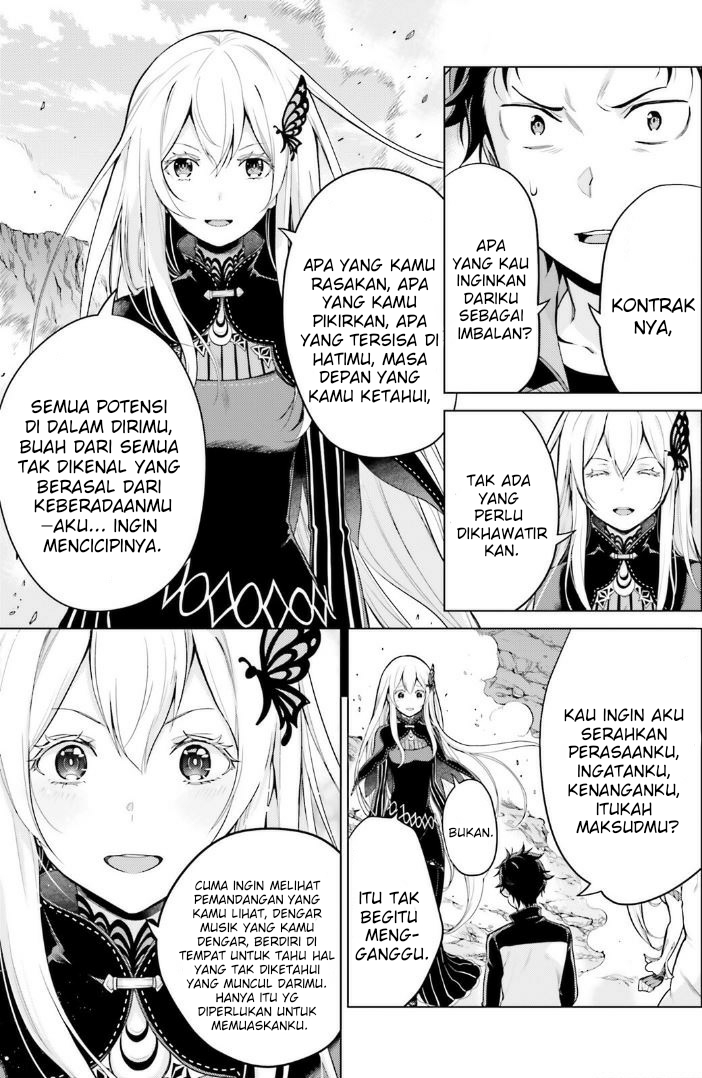 KONTRAK
NYA,
APA
YANG KAU
INGINKAN
DARIKU
SEBAGAI
IMBALAN?
TAK ADA
YANG
PERLU
DIKHAWATIR
KAN.
APA YANG KAMU
RASAKAN, APA
YANG KAMU
PIKIRKAN, APA
YANG TERSISA DI
HATIMU, MASA
DEPAN YANG
KAMU KETAHUI,
SEMUA POTENSI
DI DALAM DIRIMU,
BUAH DARI SEMUA
TAK DIKENAL YANG
BERASAL DARI
KEBERADAANMU
–AKU... INGIN
MENCICIPINYA.
KAU INGIN AKU
SERAHKAN
PERASAANKU,
INGATANKU,
KENANGANKU,
ITUKAH
MAKSUDMU?
BUKAN.
ITU TAK
BEGITU
MENG-
GANGGU.
CUMA INGIN MELIHAT
PEMANDANGAN YANG
KAMU LIHAT, DENGAR
MUSIK YANG KAMU
DENGAR, BERDIRI DI
TEMPAT UNTUK TAHU HAL
YANG TAK DIKETAHUI
YANG MUNCUL DARIMU.
HANYA ITU YG
DIPERLUKAN UNTUK
MEMUASKANKU.